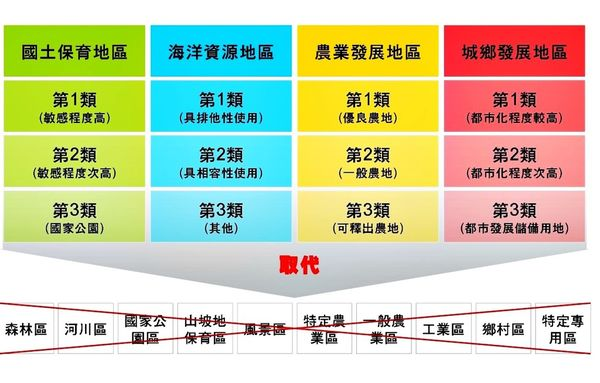 國土保育地區 海洋資源地區 農業發展地區 城鄉發展地區
第1類 第1類 第1類 第1類
(敏感程度高) (具排他性使用) (優良農地) (都市化程度較高)
第2類 第2類 第2類 第2類
(敏感程度次高) (具相容性使用) (一般農地) (都市化程度次高)
第3類 第3類 第3類 第3類
(國家公園) (其他) (可釋出農地) (都市發展儲備用地)
取代
森林區 河川區 國家公園區 山坡地保育區 風景區 特定農業區 一般農業區 工業區 鄉村區 特定專用區